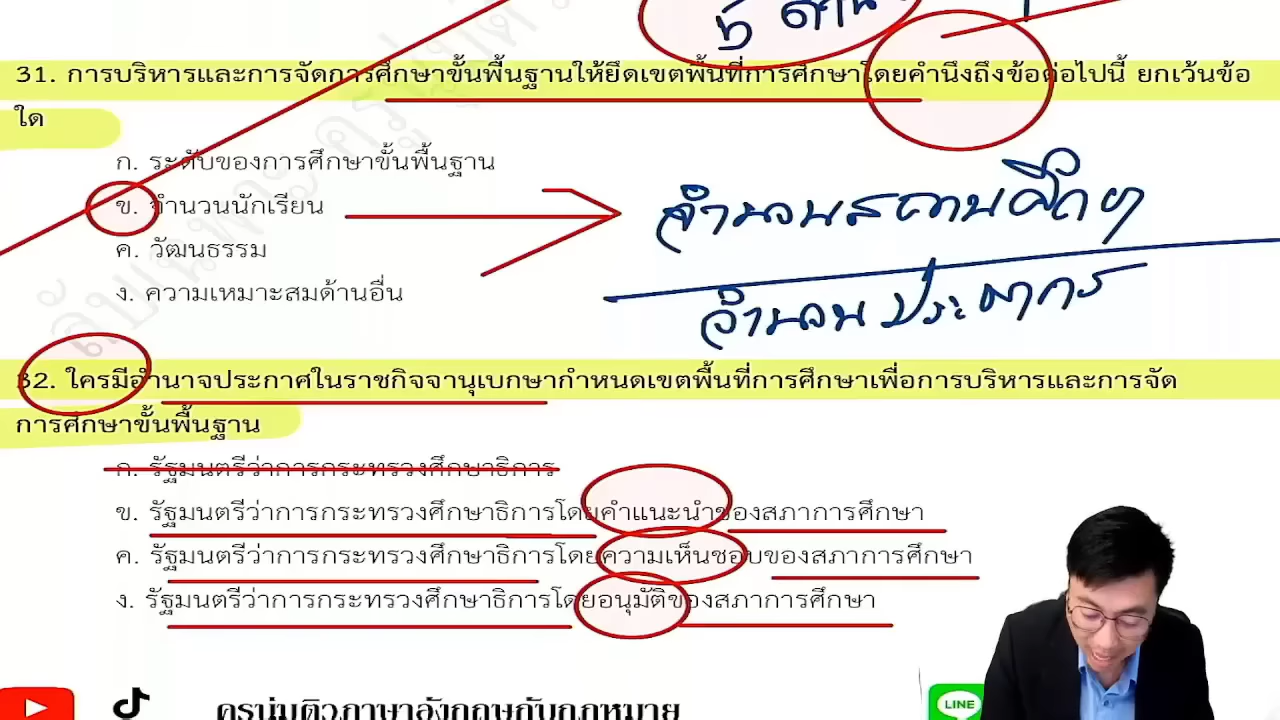 5 ด้าน
31. การบริหารและการจัดการศึกษาขั้นพื้นฐานให้ยึดเขตพื้นที่การศึกษาโดยคำนึงถึงข้อต่อไปนี้ ยกเว้นข้อ
ใด
ก. ระดับของการศึกษาขั้นพื้นฐาน
ข. จำนวนนักเรียน
ค. วัฒนธรรม
ง. ความเหมาะสมด้านอื่น
จำนวนสถานศึกษา
จำนวนประชากร
32. ใครมีอำนาจประกาศในราชกิจจานุเบกษากำหนดเขตพื้นที่การศึกษาเพื่อการบริหารและการจัด
การศึกษาขั้นพื้นฐาน
ก. รัฐมนตรีว่าการกระทรวงศึกษาธิการ
ข. รัฐมนตรีว่าการกระทรวงศึกษาธิการโดยคำแนะนำของสภาการศึกษา
ค. รัฐมนตรีว่าการกระทรวงศึกษาธิการโดยความเห็นชอบของสภาการศึกษา
ง. รัฐมนตรีว่าการกระทรวงศึกษาธิการโดยอนุมัติของสภาการศึกษา
ครูนุ่มติวภาษาอังกฤษกับกฎหมาย
LINE